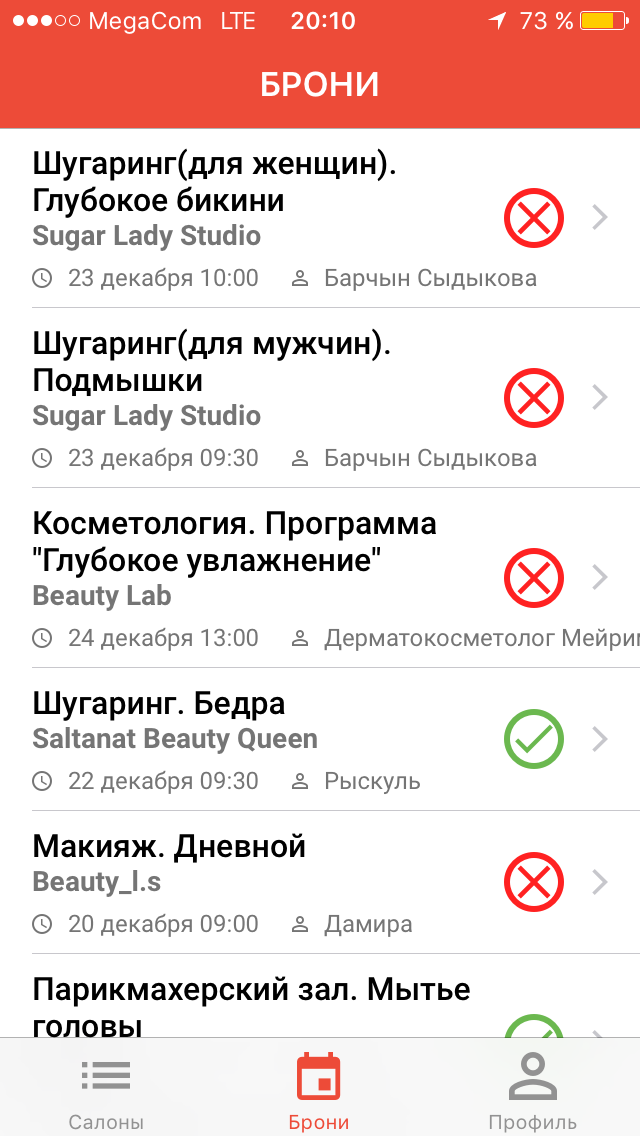 MegaCom LTE 20:10 73 %
БРОНИ
Шугаринг(для женщин).
Глубокое бикини
Sugar Lady Studio
23 декабря 10:00 Барчын Сыдыкова
Шугаринг(для мужчин).
Подмышки
Sugar Lady Studio
23 декабря 09:30 Барчын Сыдыкова
Косметология. Программа
"Глубокое увлажнение"
Beauty Lab
24 декабря 13:00 Дерматокосметолог
Шугаринг. Бедра
Saltanat Beauty Queen
22 декабря 09:30 Рыскуль
Макияж. Дневной
Beauty_l.s
20 декабря 09:00 Дамира
Парикмахерский зал. Мытье
головы
Салоны Брони Профиль